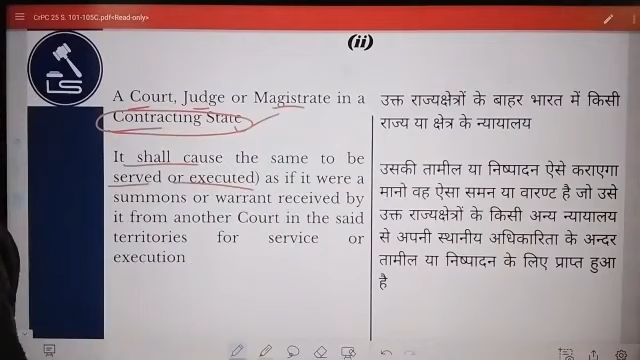 CrPC 25 S. 101-105C.pdf<Read-only>
(ii)
LS
A Court, Judge or Magistrate in a
Contracting State
It shall cause the same to be
served or executed) as if it were a
summons or warrant received by
it from another Court in the said
territories for service or
execution
उक्त राज्यक्षेत्रों के बाहर भारत में किसी
राज्य या क्षेत्र के न्यायालय
उसकी तामील या निष्पादन ऐसे कराएगा
मानो वह ऐसा समन या वारण्ट है जो उसे
उक्त राज्यक्षेत्रों के किसी अन्य न्यायालय
से अपनी स्थानीय अधिकारिता के अन्दर
तामील या निष्पादन के लिए प्राप्त हुआ
है